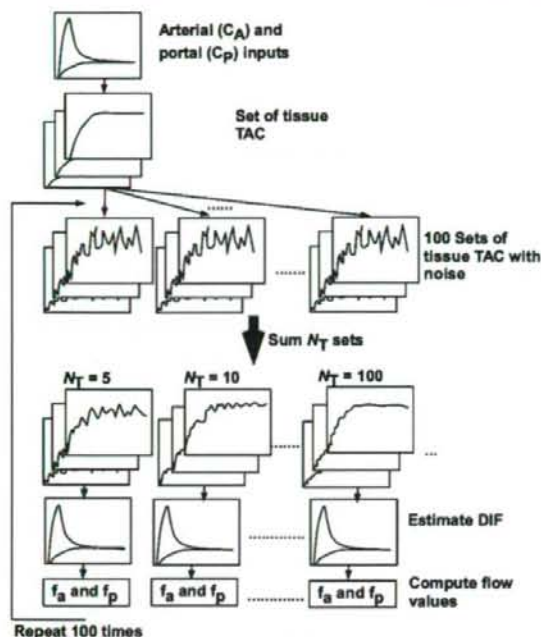 Arterial (C_A) and
portal (C_P) inputs
Set of tissue
TAC
......
.......
100 Sets of
tissue TAC with
noise
Sum N_T sets
N_T = 5
N_T = 10
N_T = 100
...
Estimate DIF
f_a and f_p
f_a and f_p
f_a and f_p
Compute flow
values
Repeat 100 times